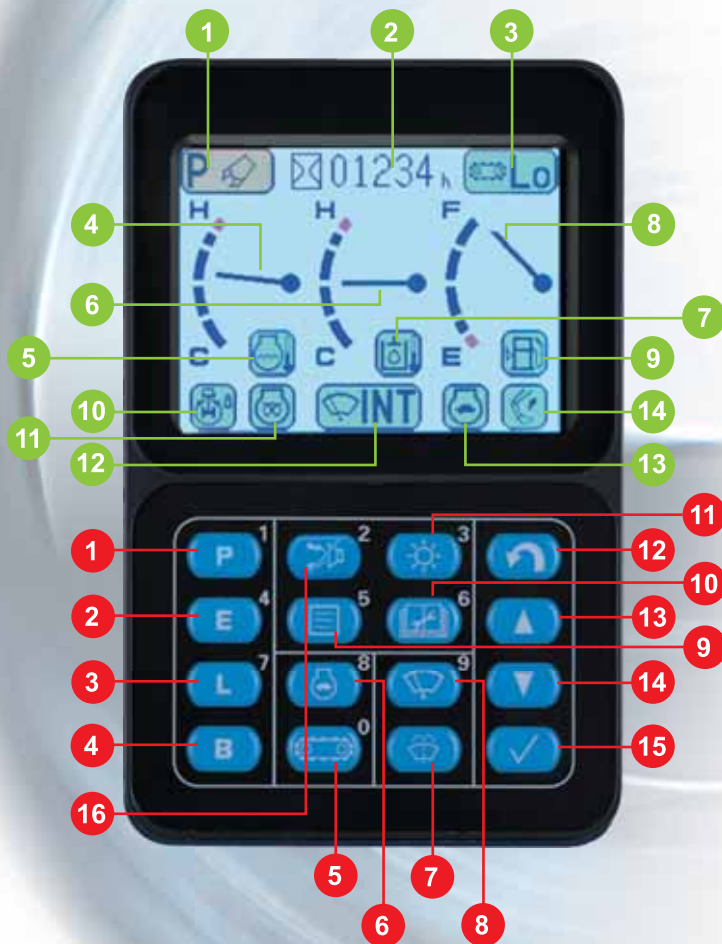 1 2 3
P 01234 h Lo
H H F
4 8
6
7
C C E
5 9
10 14
11 INT
12 13
1 2 3 11
1 P 12
10
4 5 6
2 E 13
9
7 8 9
3 L 14
0
4 B 15
16
5 7
6 8